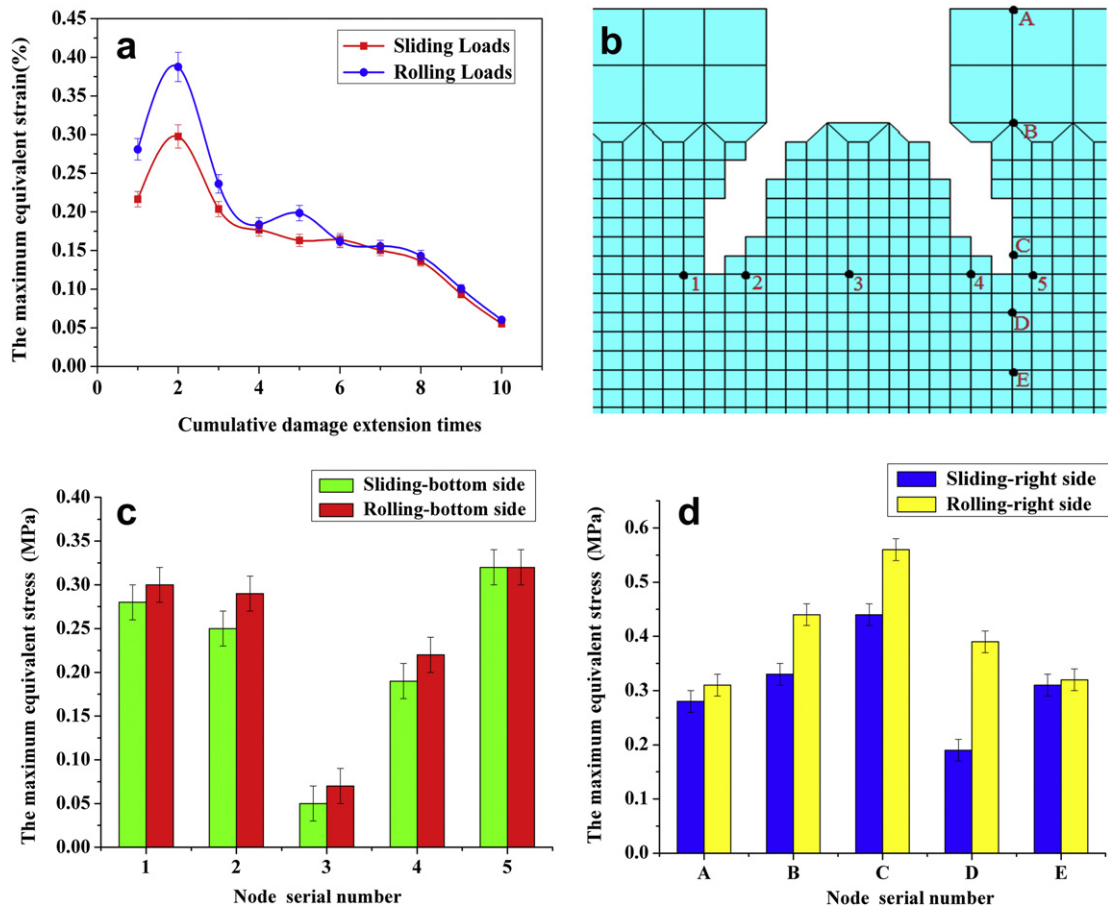 a
Sliding Loads
Rolling Loads
The maximum equivalent strain(%)
0.45
0.40
0.35
0.30
0.25
0.20
0.15
0.10
0.05
0.00
0 2 4 6 8 10
Cumulative damage extension times
b
A
B
C
1 2 3 4 5
D
E
c
Sliding-bottom side
Rolling-bottom side
The maximum equivalent stress (MPa)
0.40
0.35
0.30
0.25
0.20
0.15
0.10
0.05
0.00
1 2 3 4 5
Node serial number
d
Sliding-right side
Rolling-right side
The maximum equivalent stress (MPa)
0.6
0.5
0.4
0.3
0.2
0.1
0.0
A B C D E
Node serial number